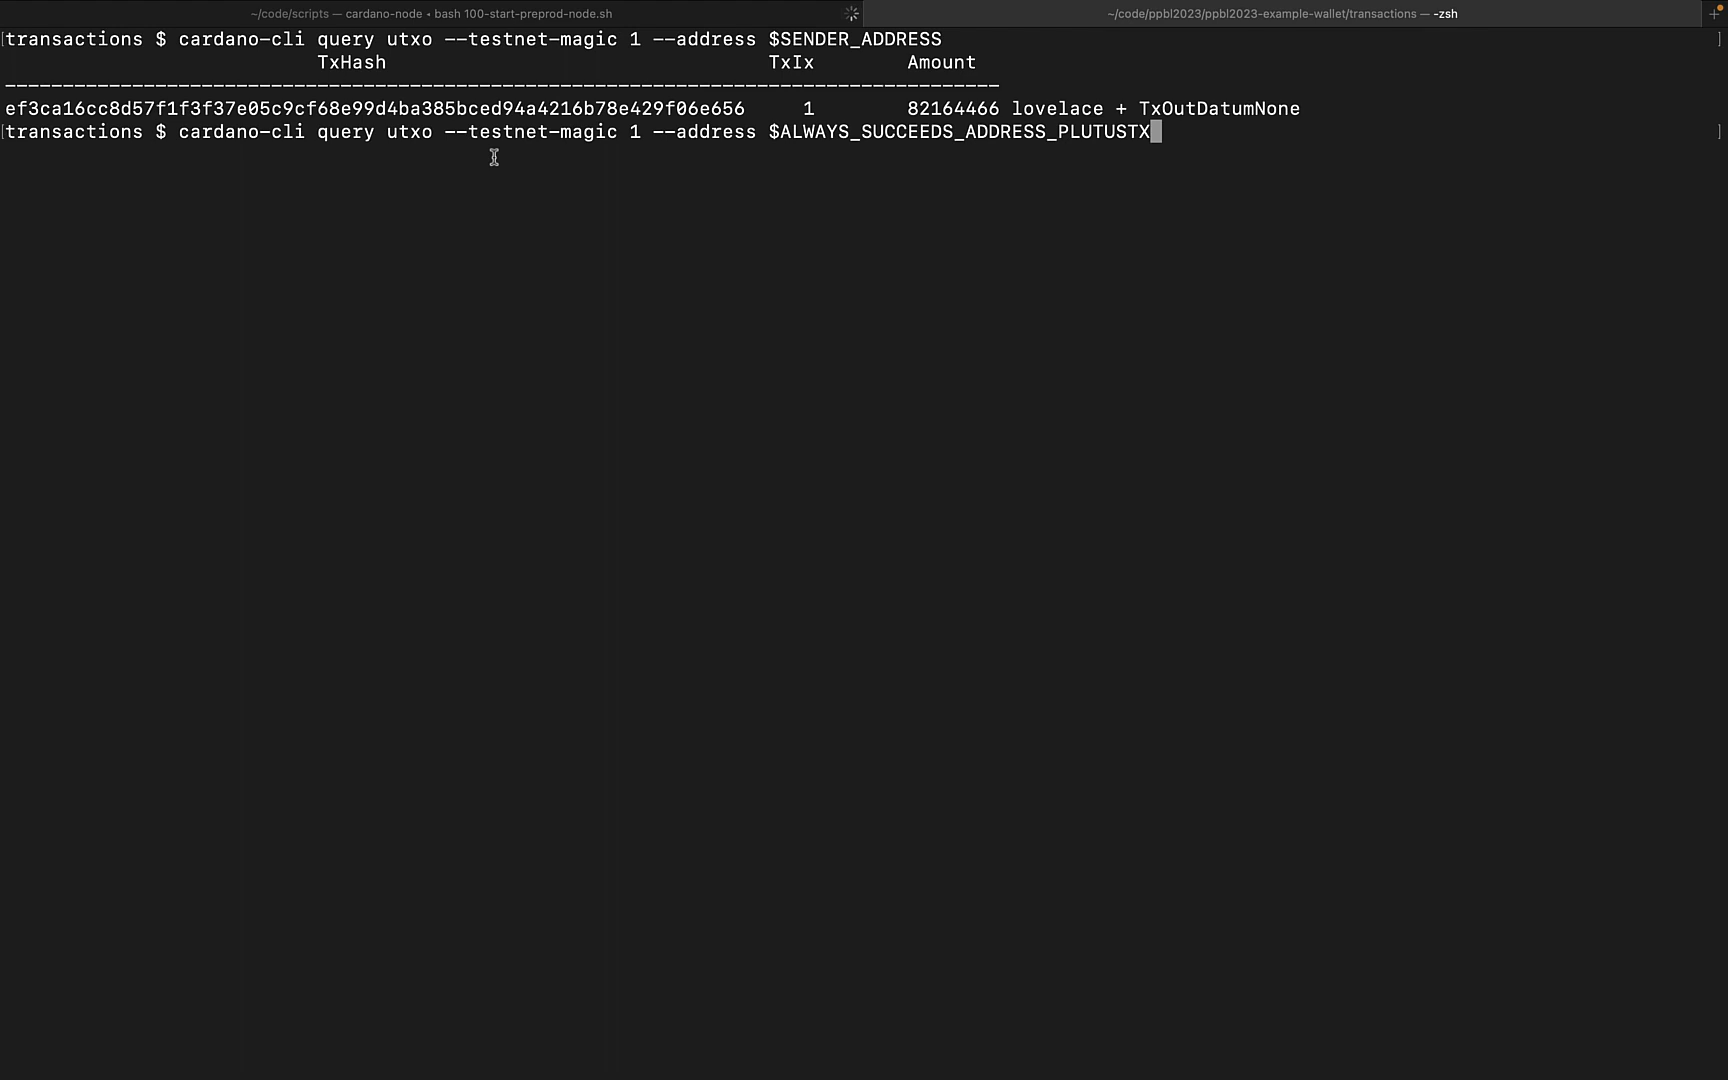 ~/code/scripts — cardano-node • bash 100-start-preprod-node.sh
~/code/ppbl2023/ppbl2023-example-wallet/transactions — -zsh
+
[transactions $ cardano-cli query utxo --testnet-magic 1 --address $SENDER_ADDRESS ]
TxHash TxIx Amount
--------------------------------------------------------------------------------------
ef3ca16cc8d57f1f3f37e05c9cf68e99d4ba385bced94a4216b78e429f06e656 1 82164466 lovelace + TxOutDatumNone
[transactions $ cardano-cli query utxo --testnet-magic 1 --address $ALWAYS_SUCCEEDS_ADDRESS_PLUTUSTX ]